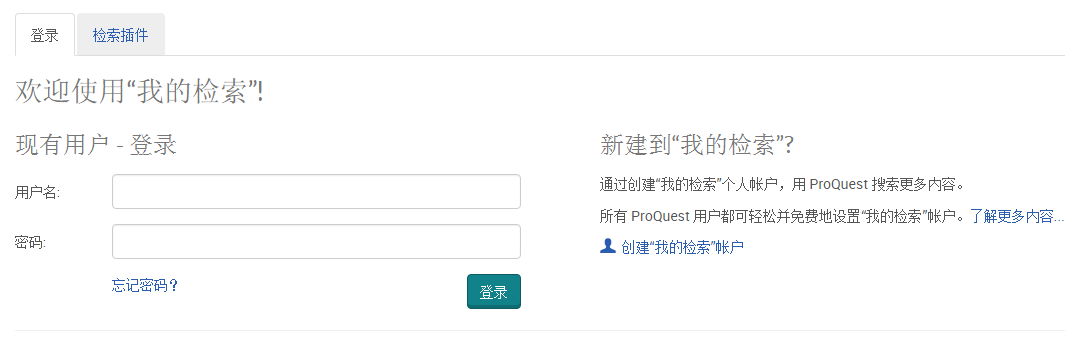 登录
检索插件
欢迎使用“我的检索”!
现有用户 - 登录
用户名:
密码:
忘记密码？
登录
新建到“我的检索”?
通过创建“我的检索”个人帐户，用 ProQuest 搜索更多内容。
所有 ProQuest 用户都可轻松并免费地设置“我的检索”帐户。了解更多内容...
创建“我的检索”帐户